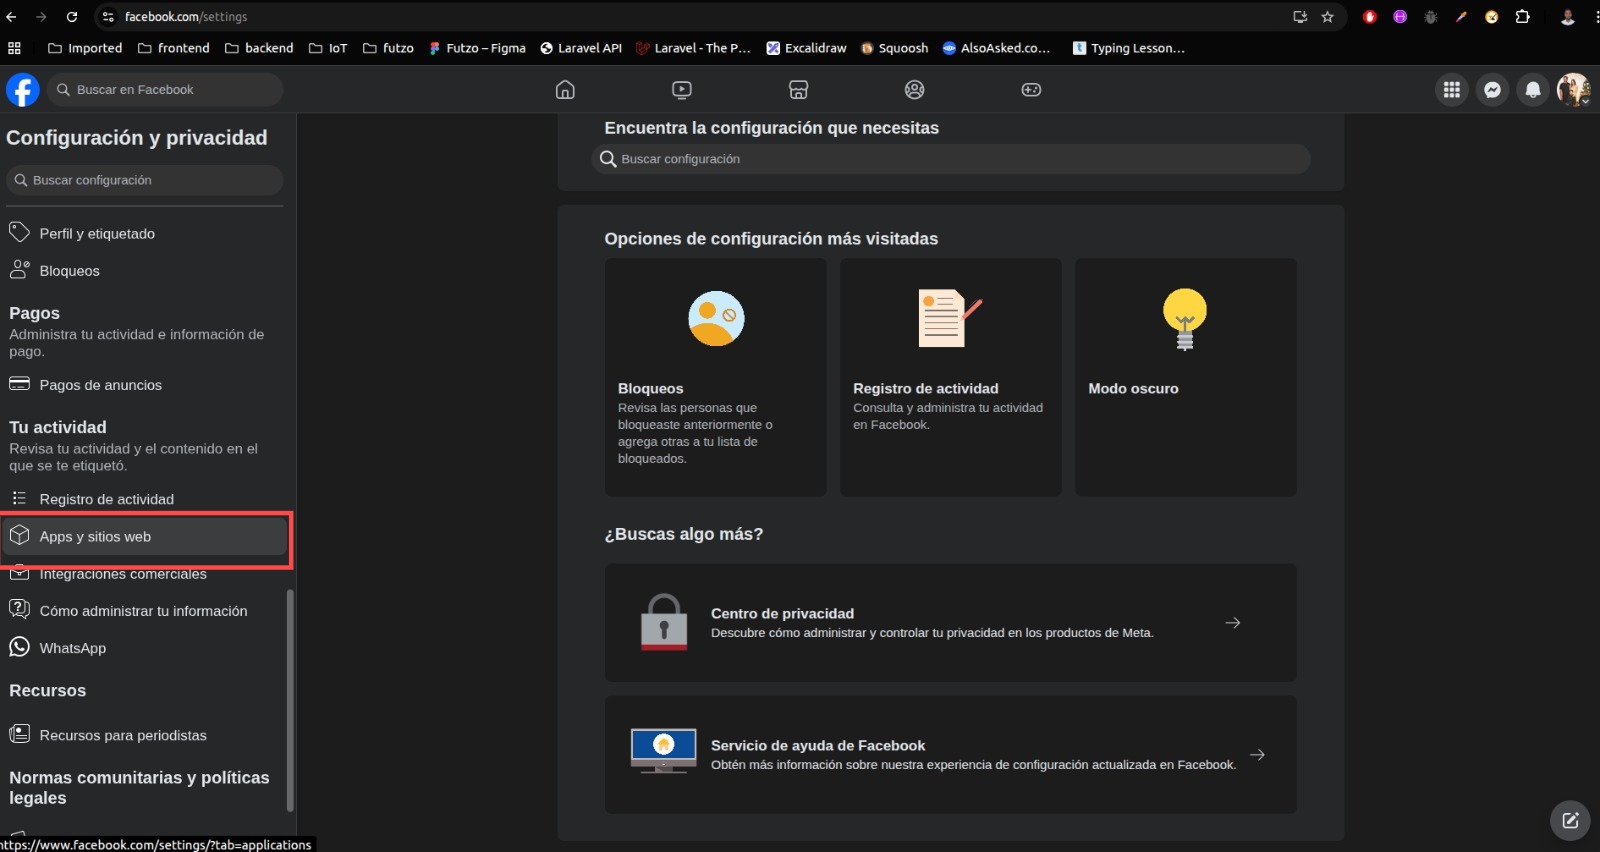 facebook.com/settings
Imported
frontend
backend
IoT
futzo
Futzo – Figma
Laravel API
Laravel - The P...
Excalidraw
Squoosh
AlsoAsked.co...
Typing Lesson...
Buscar en Facebook
Configuración y privacidad
Buscar configuración
Perfil y etiquetado
Bloqueos
Pagos
Administra tu actividad e información de
pago.
Pagos de anuncios
Tu actividad
Revisa tu actividad y el contenido en el
que se te etiquetó.
Registro de actividad
Apps y sitios web
Integraciones comerciales
Cómo administrar tu información
WhatsApp
Recursos
Recursos para periodistas
Normas comunitarias y políticas
legales
https://www.facebook.com/settings/?tab=applications
Encuentra la configuración que necesitas
Buscar configuración
Opciones de configuración más visitadas
Bloqueos
Revisa las personas que
bloqueaste anteriormente o
agrega otras a tu lista de
bloqueados.
Registro de actividad
Consulta y administra tu actividad
en Facebook.
Modo oscuro
¿Buscas algo más?
Centro de privacidad
Descubre cómo administrar y controlar tu privacidad en los productos de Meta.
Servicio de ayuda de Facebook
Obtén más información sobre nuestra experiencia de configuración actualizada en Facebook.